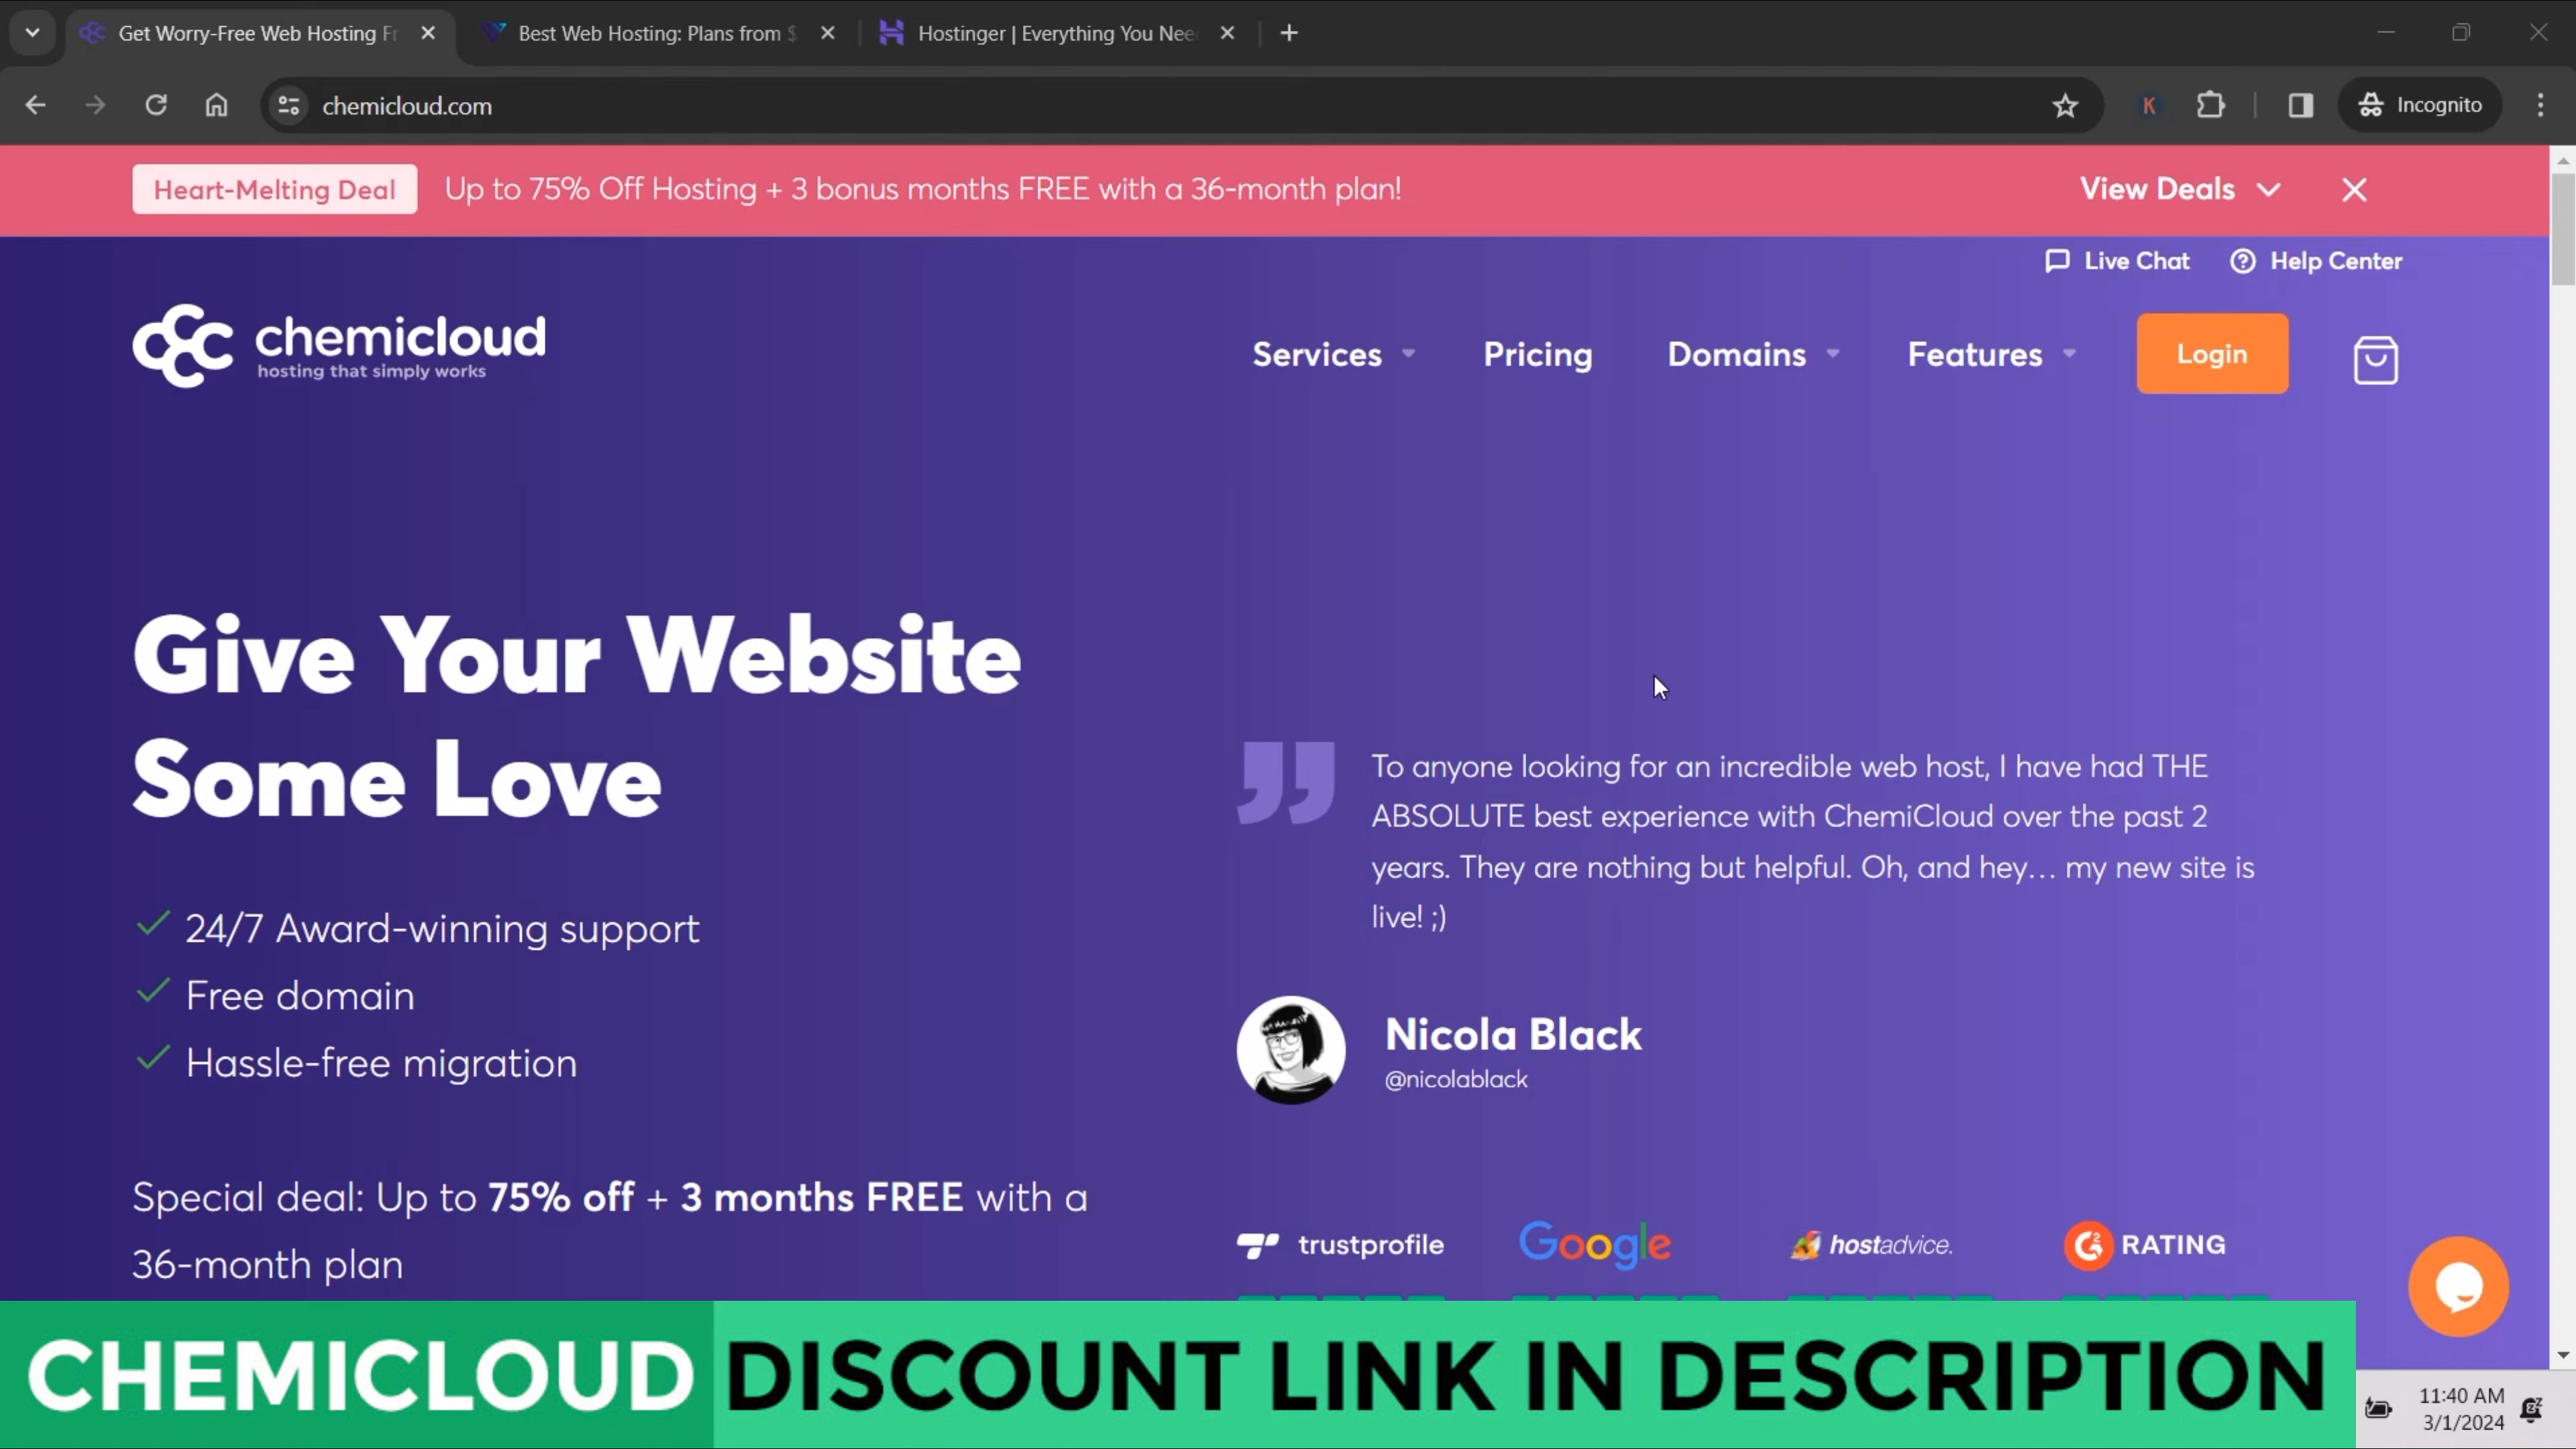 Get Worry-Free Web Hosting Fr
Best Web Hosting: Plans from $
Hostinger | Everything You Nee
chemicloud.com
K
Incognito
Heart-Melting Deal
Up to 75% Off Hosting + 3 bonus months FREE with a 36-month plan!
View Deals
Live Chat
Help Center
chemicloud
hosting that simply works
Services
Pricing
Domains
Features
Login
Give Your Website
Some Love
24/7 Award-winning support
Free domain
Hassle-free migration
Special deal: Up to 75% off + 3 months FREE with a
36-month plan
To anyone looking for an incredible web host, I have had THE
ABSOLUTE best experience with ChemiCloud over the past 2
years. They are nothing but helpful. Oh, and hey... my new site is
live! ;)
Nicola Black
@nicolablack
trustprofile
Google
hostadvice.
G2 RATING
CHEMICLOUD DISCOUNT LINK IN DESCRIPTION
11:40 AM
3/1/2024